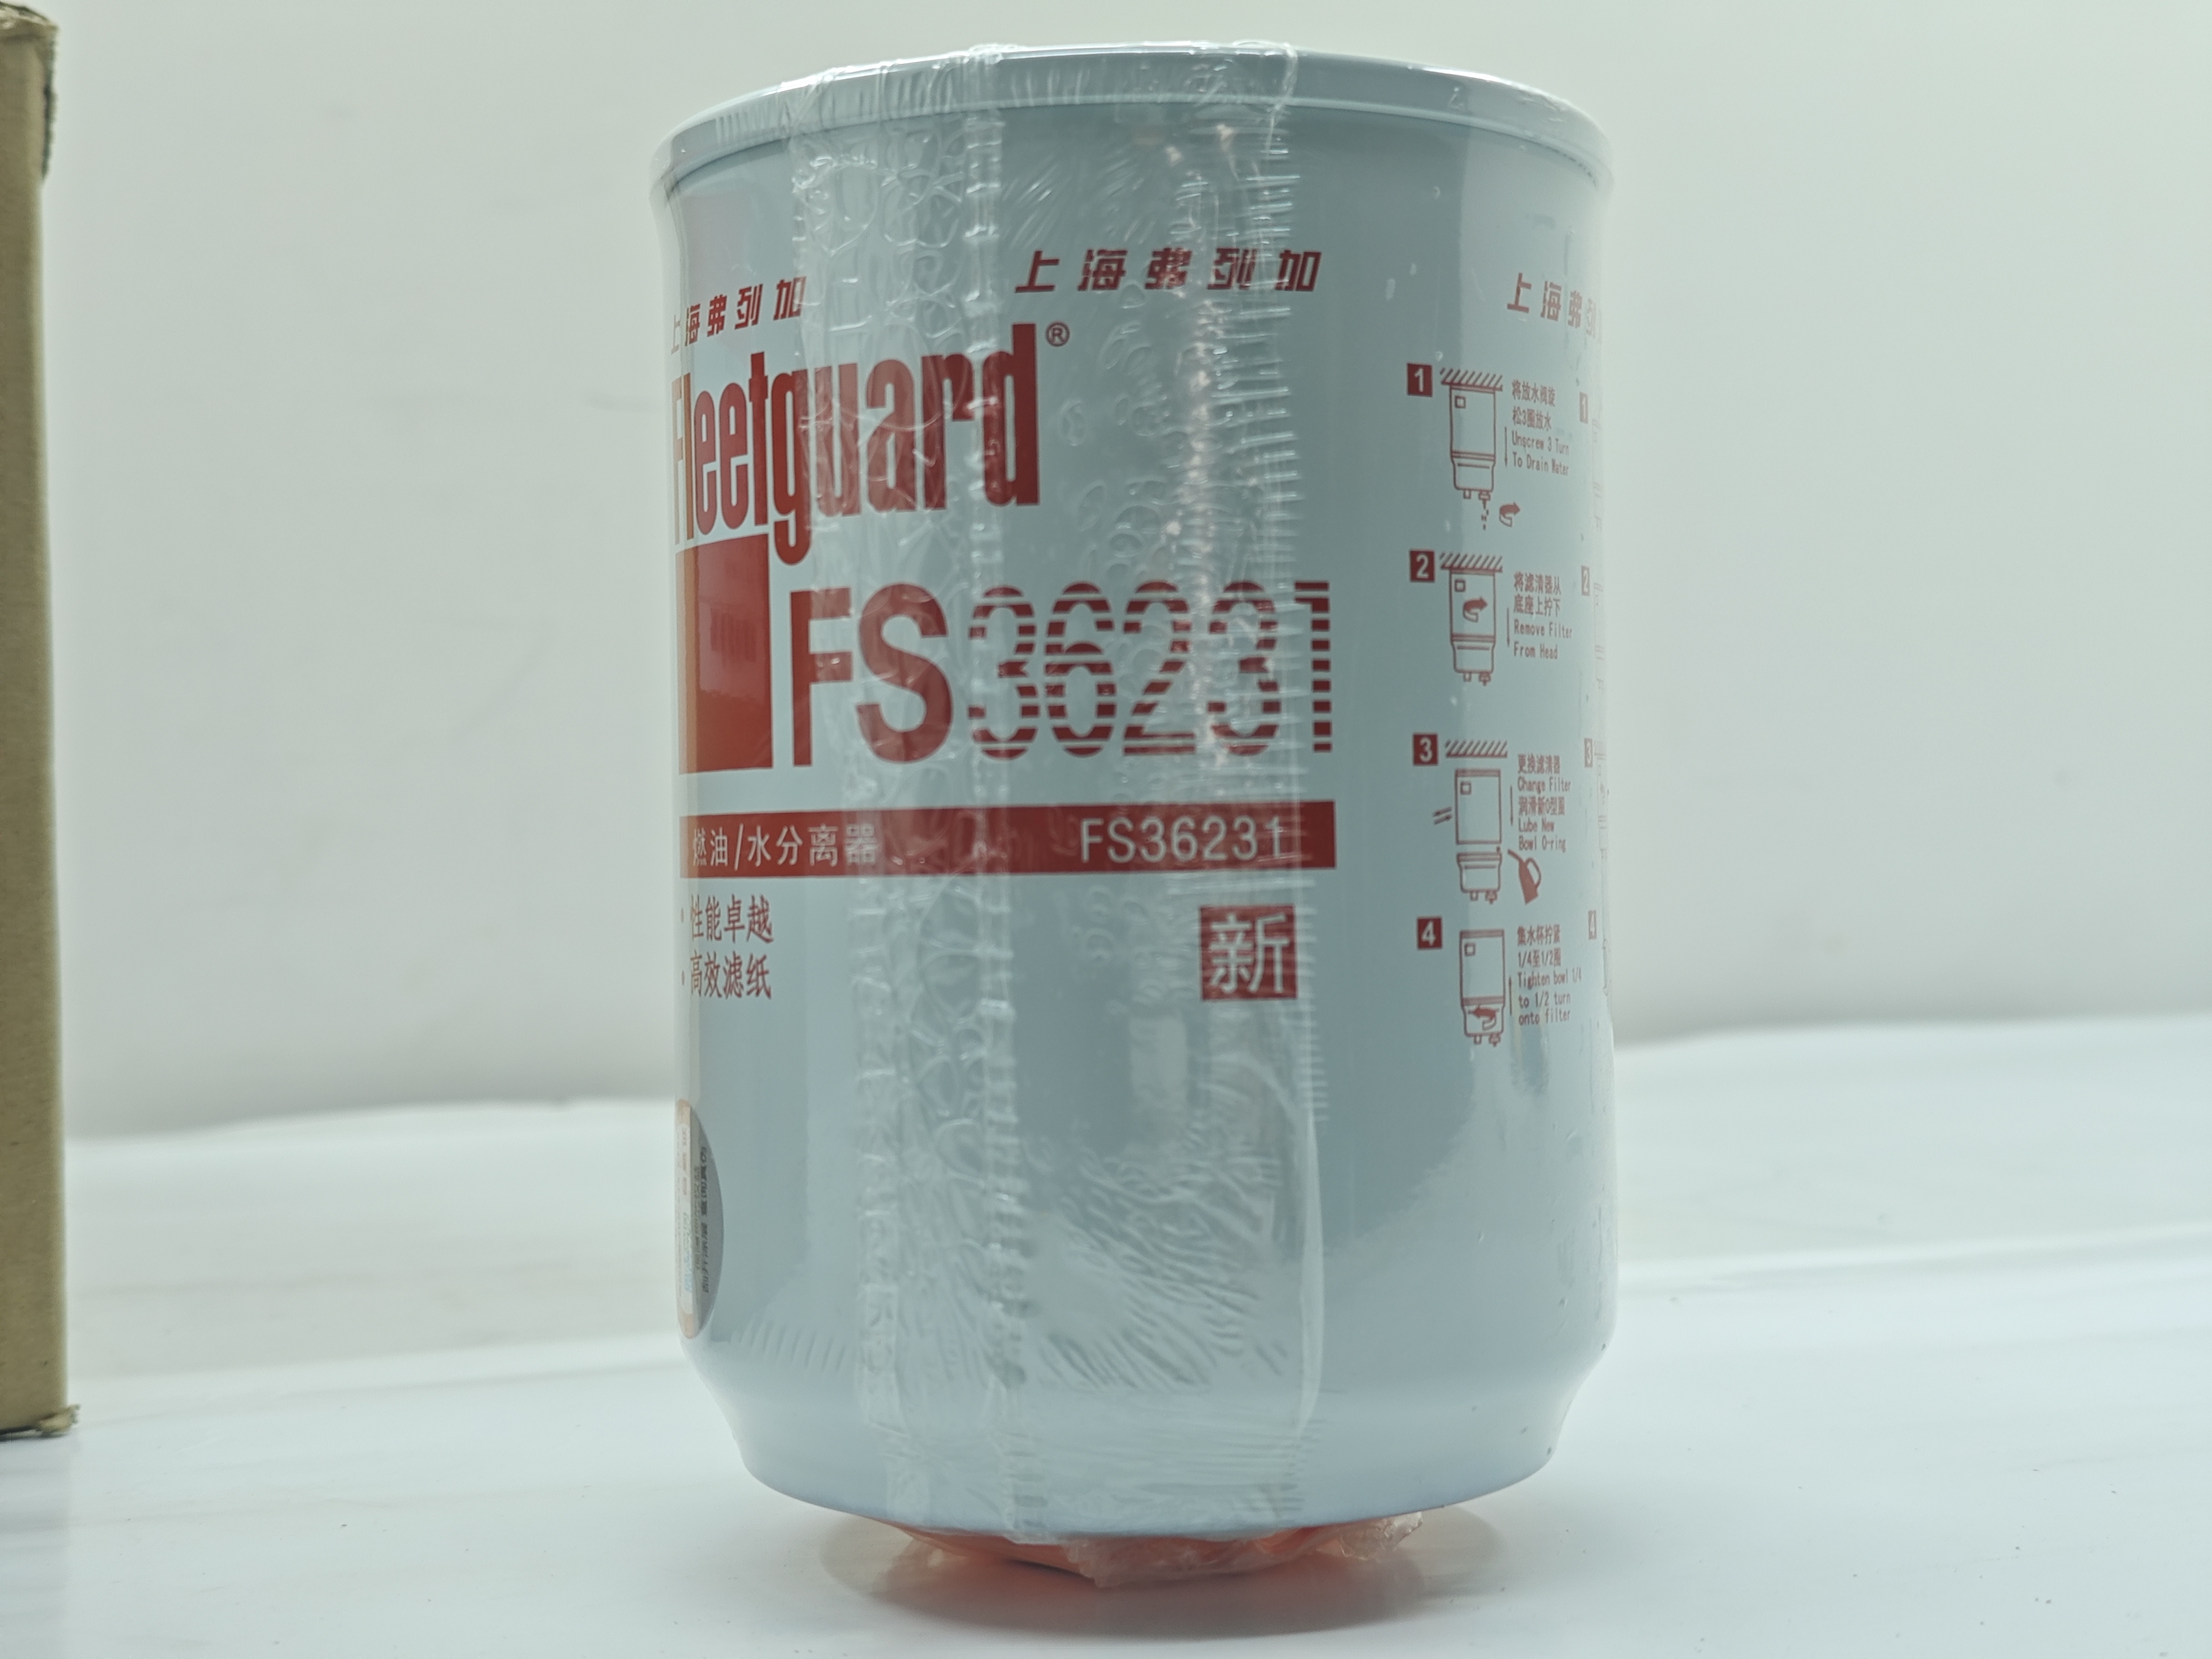 上海弗列加
上海弗列加
上海弗列
Fleetguard®
FS36231
燃油/水分离器 FS36231
· 性能卓越
· 高效滤纸
新
1
将放水阀旋
松3圈放水
Unscrew 3 Turn
To Drain Water
2
将滤清器从
底座上拧下
Remove Filter
From Head
3
更换滤清器
Change Filter
润滑新O型圈
Lube New
Bowl O-ring
4
集水杯拧紧
1/4至1/2圈
Tighten bowl 1/4
to 1/2 turn
onto filter
1
2
3
4